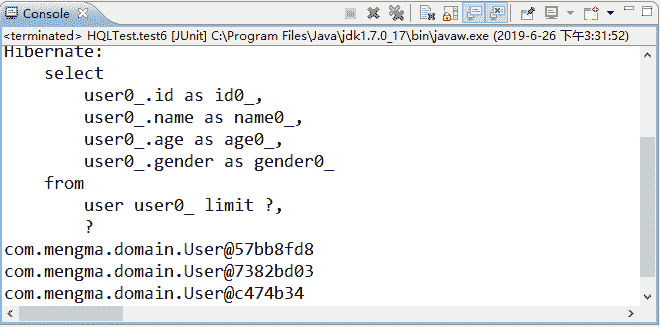 Console
<terminated> HQLTest.test6 [JUnit] C:\Program Files\Java\jdk1.7.0_17\bin\javaw.exe (2019-6-26 下午3:31:52)
Hibernate:
    select
        user0_.id as id0_,
        user0_.name as name0_,
        user0_.age as age0_,
        user0_.gender as gender0_
    from
        user user0_ limit ?,
        ?
com.mengma.domain.User@57bb8fd8
com.mengma.domain.User@7382bd03
com.mengma.domain.User@c474b34